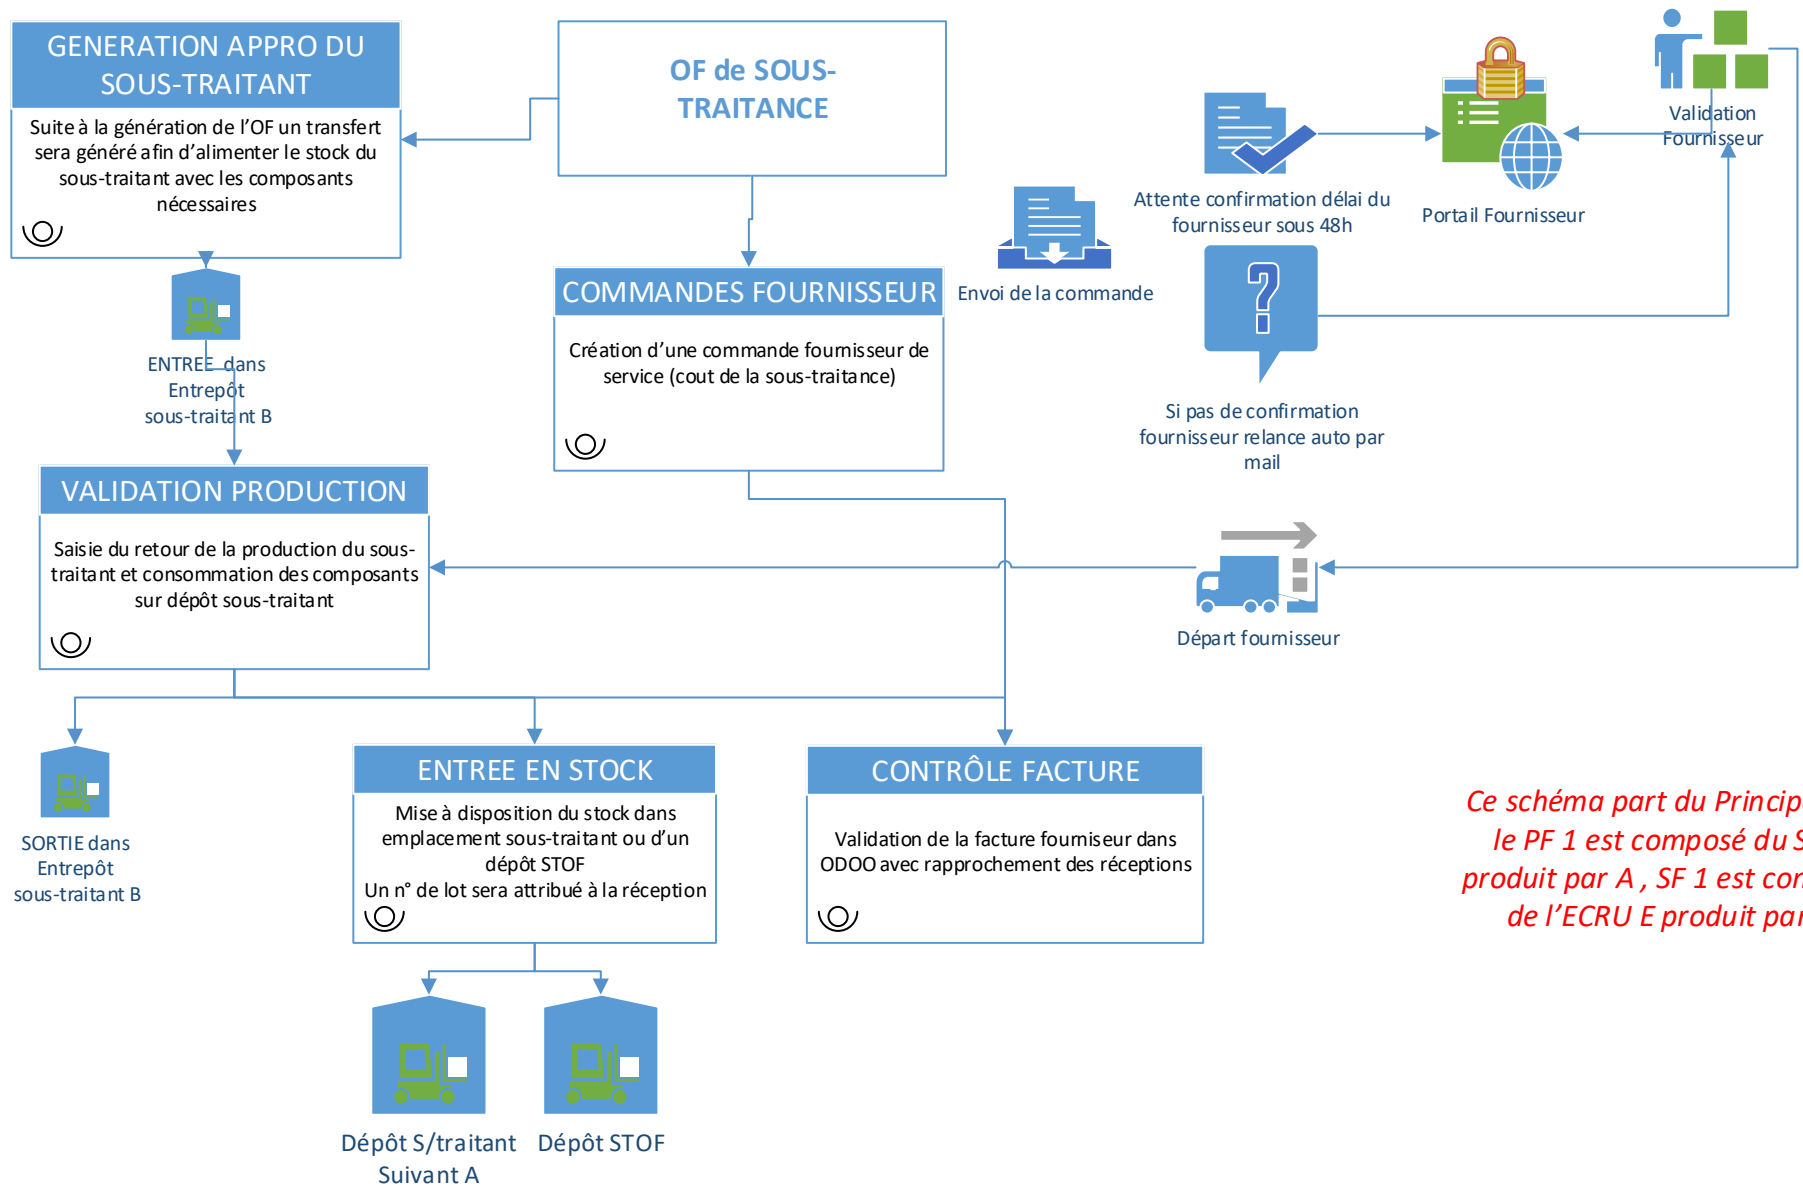 GENERATION APPRO DU
SOUS-TRAITANT
Suite à la génération de l’OF un transfert
sera généré afin d’alimenter le stock du
sous-traitant avec les composants
nécessaires
OF de SOUS-
TRAITANCE
Validation
Fournisseur
Attente confirmation délai du
fournisseur sous 48h
Portail Fournisseur
Envoi de la commande
COMMANDES FOURNISSEUR
Création d’une commande fournisseur de
service (cout de la sous-traitance)
ENTREE dans
Entrepôt
sous-traitant B
Si pas de confirmation
fournisseur relance auto par
mail
VALIDATION PRODUCTION
Saisie du retour de la production du sous-
traitant et consommation des composants
sur dépôt sous-traitant
Départ fournisseur
SORTIE dans
Entrepôt
sous-traitant B
ENTREE EN STOCK
Mise à disposition du stock dans
emplacement sous-traitant ou d’un
dépôt STOF
Un n° de lot sera attribué à la réception
CONTRÔLE FACTURE
Validation de la facture fourniseur dans
ODOO avec rapprochement des réceptions
Ce schéma part du
le PF 1 est composé du
produit par A , SF 1 est
de l’ECRU E produit
Dépôt S/traitant
Suivant A
Dépôt STOF